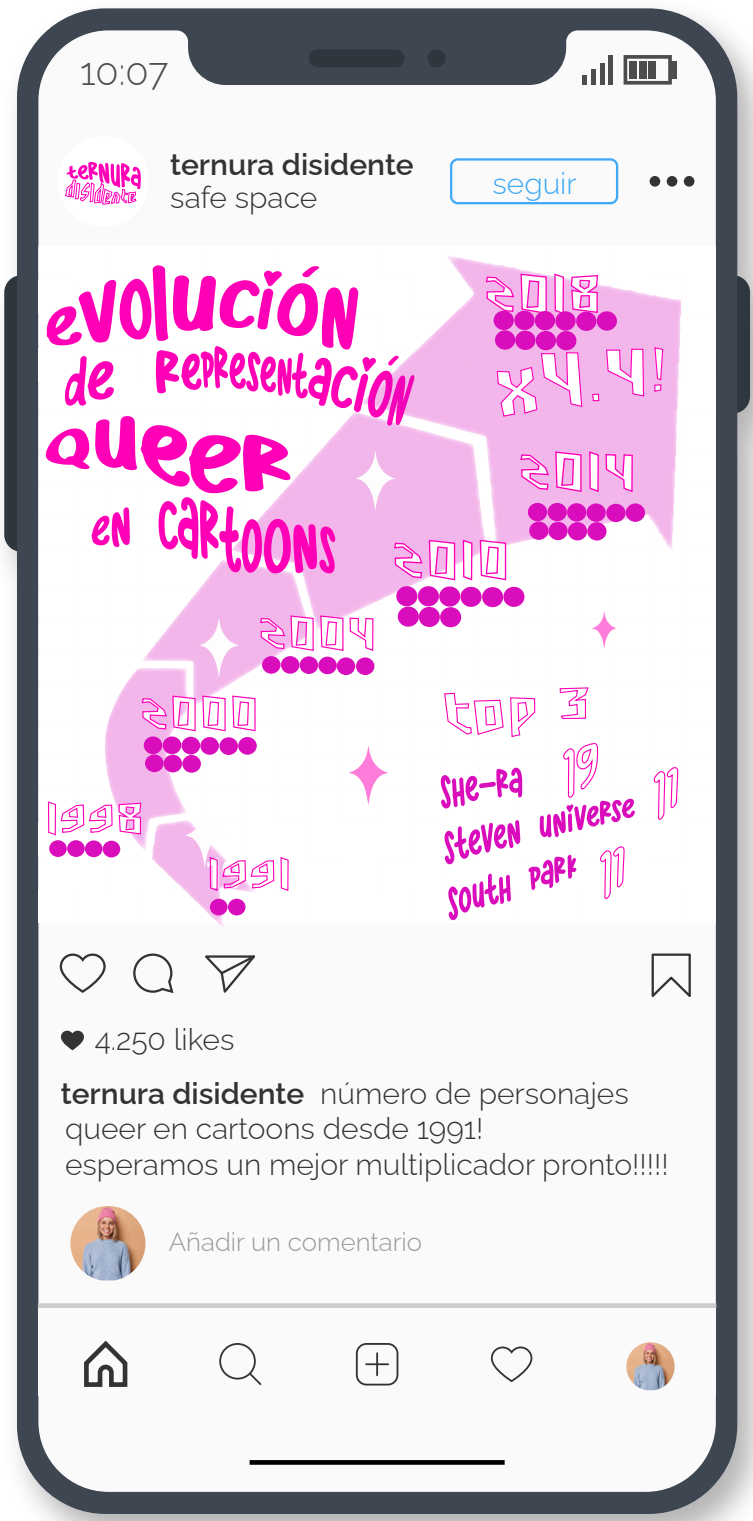 10:07
ternura
disidente
ternura disidente
safe space
seguir
evolución
de representación
queer
en cartoons
2018
x4.4!
2014
2010
2004
2000
1998
1991
top 3
she-ra 19
steven universe 11
south park 11
4.250 likes
ternura disidente número de personajes
queer en cartoons desde 1991!
esperamos un mejor multiplicador pronto!!!!!
Añadir un comentario